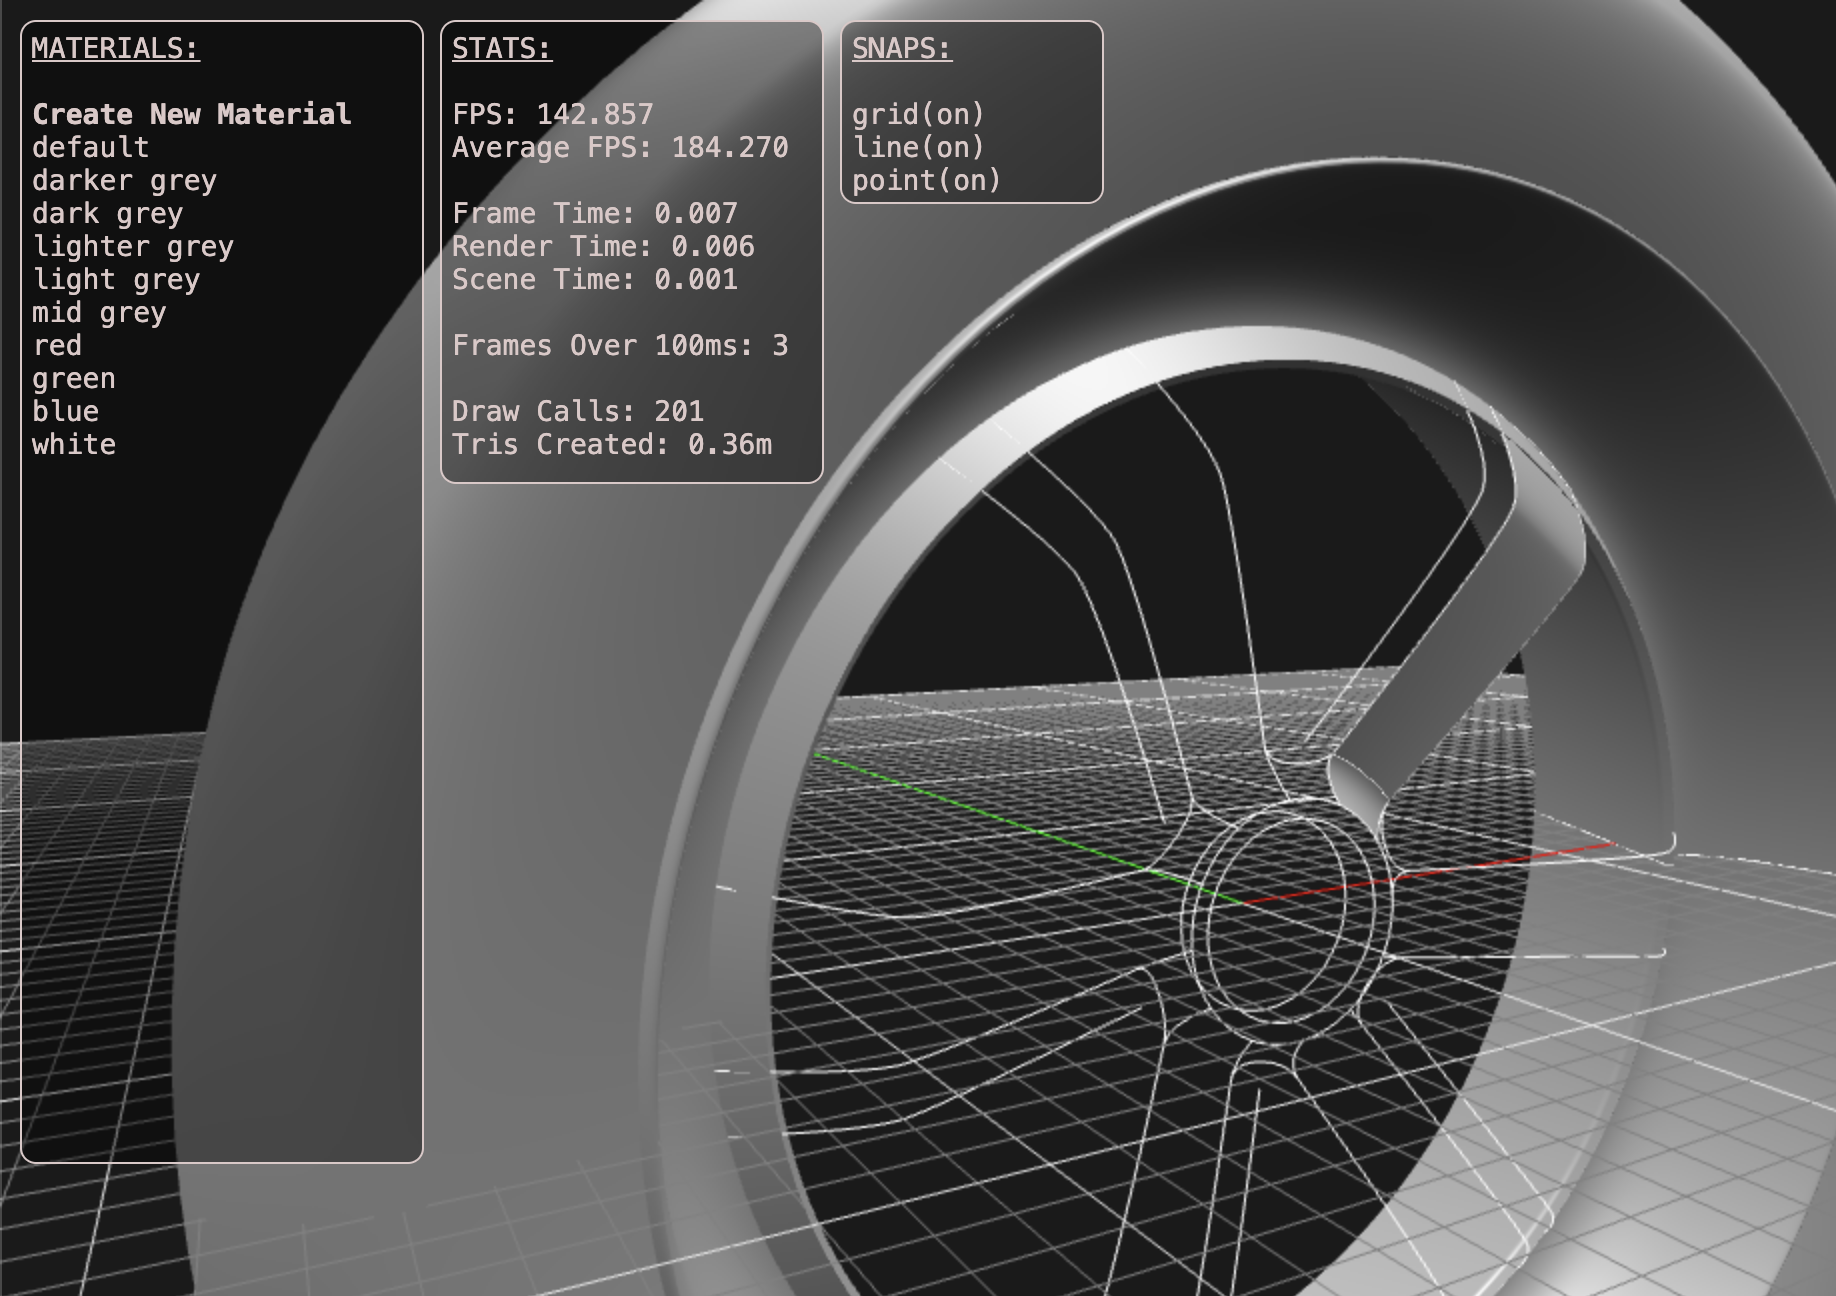 MATERIALS:
Create New Material
default
darker grey
dark grey
lighter grey
light grey
mid grey
red
green
blue
white
STATS:
FPS: 142.857
Average FPS: 184.270
Frame Time: 0.007
Render Time: 0.006
Scene Time: 0.001
Frames Over 100ms: 3
Draw Calls: 201
Tris Created: 0.36m
SNAPS:
grid(on)
line(on)
point(on)